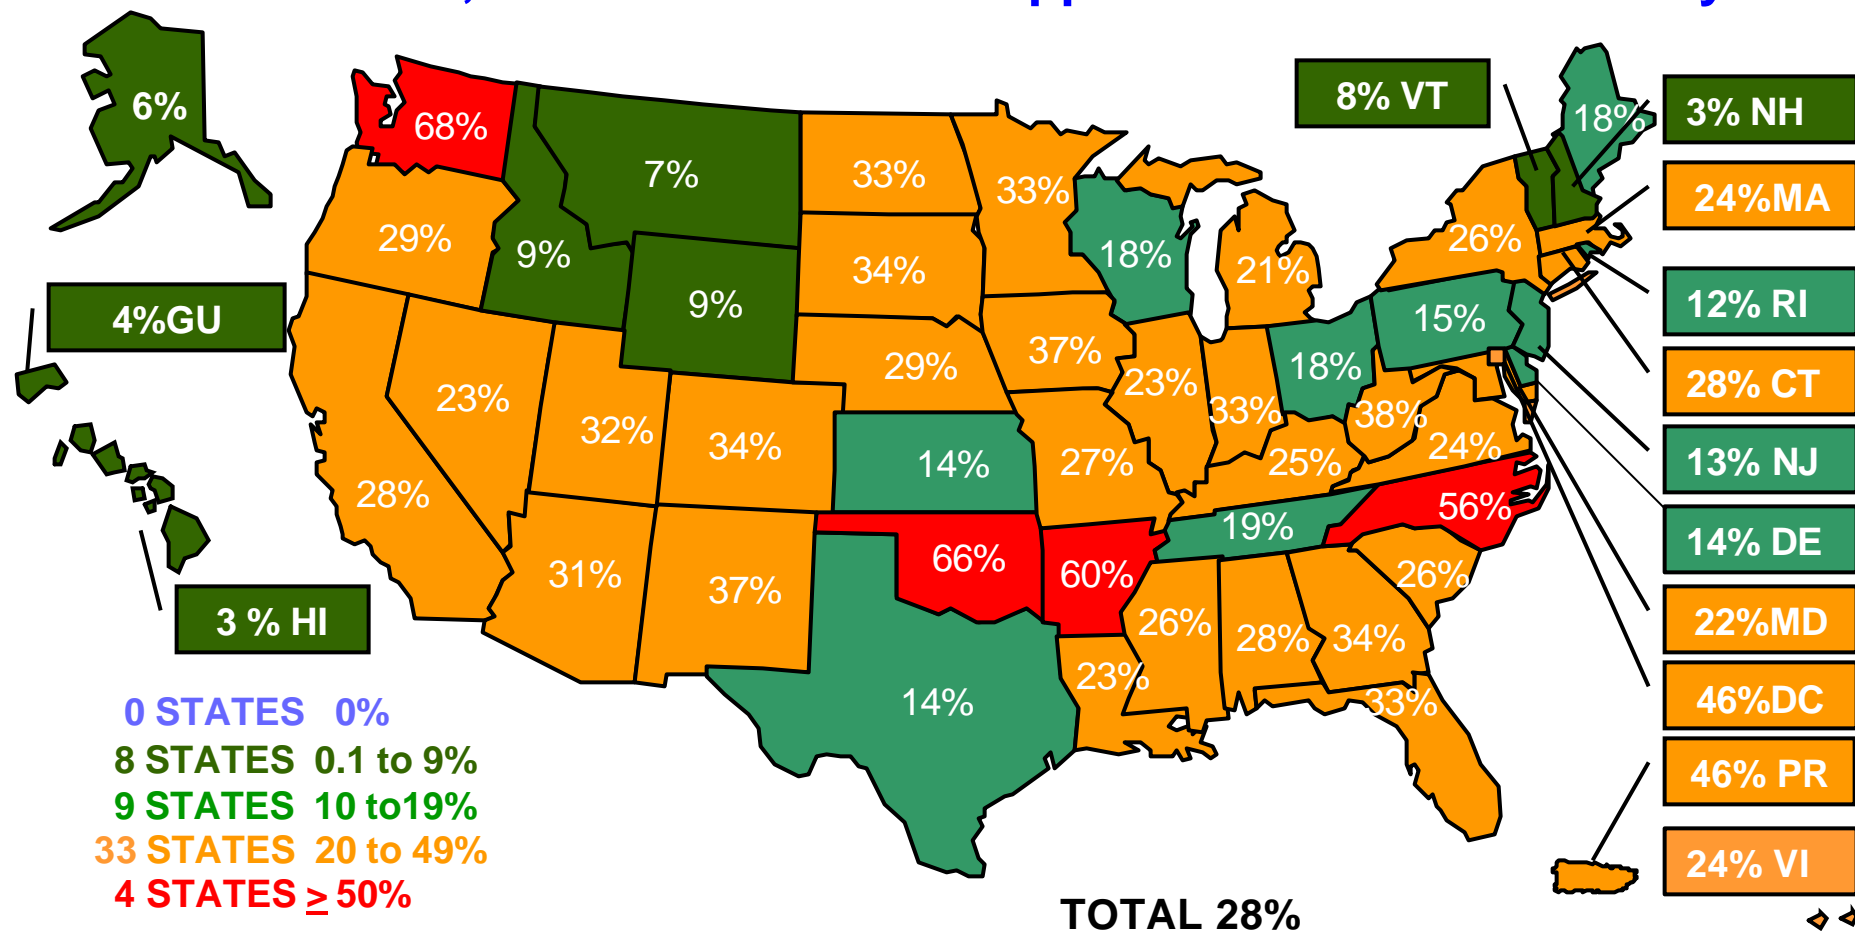 6%
68%
7%
33%
33%
8% VT
18%
3% NH
24%MA
29%
9%
9%
34%
18%
21%
26%
12% RI
4%GU
15%
28% CT
23%
32%
34%
29%
37%
23%
33%
18%
38%
24%
13% NJ
28%
14%
27%
25%
19%
56%
14% DE
31%
37%
66%
60%
26%
28%
34%
26%
22%MD
3 % HI
14%
23%
33%
46%DC
46% PR
24% VI
0 STATES 0%
8 STATES 0.1 to 9%
9 STATES 10 to19%
33 STATES 20 to 49%
4 STATES ≥ 50%
TOTAL 28%